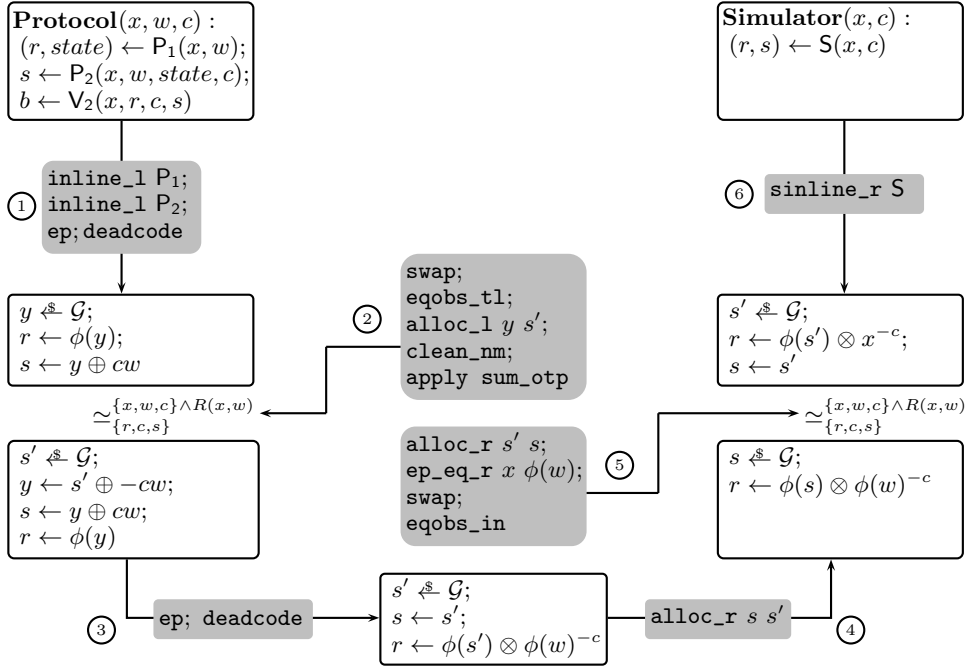 Protocol(x, w, c) :
(r, state) ← P₁(x, w);
s ← P₂(x, w, state, c);
b ← V₂(x, r, c, s)
Simulator(x, c) :
(r, s) ← S(x, c)
1
inline_l P₁;
inline_l P₂;
ep; deadcode
6
sinline_r S
y ↞$ 𝒢;
r ← ϕ(y);
s ← y ⊕ cw
2
swap;
eqobs_tl;
alloc_l y s′;
clean_nm;
apply sum_otp
s′ ↞$ 𝒢;
r ← ϕ(s′) ⊗ x^{−c};
s ← s′
≃^{{x,w,c}∧R(x,w)}_{{r,c,s}}
≃^{{x,w,c}∧R(x,w)}_{{r,c,s}}
s′ ↞$ 𝒢;
y ← s′ ⊕ −cw;
s ← y ⊕ cw;
r ← ϕ(y)
alloc_r s′ s;
ep_eq_r x ϕ(w);
swap;
eqobs_in
5
s ↞$ 𝒢;
r ← ϕ(s) ⊗ ϕ(w)^{−c}
3
ep; deadcode
s′ ↞$ 𝒢;
s ← s′;
r ← ϕ(s′) ⊗ ϕ(w)^{−c}
alloc_r s s′
4